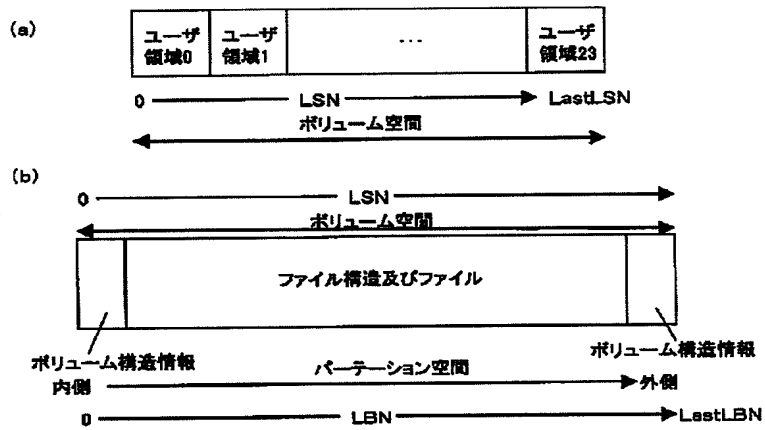 (a)
ユーザ
領域0
ユーザ
領域1
...
ユーザ
領域23
0 LSN LastLSN
ボリューム空間
(b)
0 LSN
ボリューム空間
ファイル構造及びファイル
ボリューム構造情報
ボリューム構造情報
パーテーション空間
内側
外側
0 LBN LastLBN